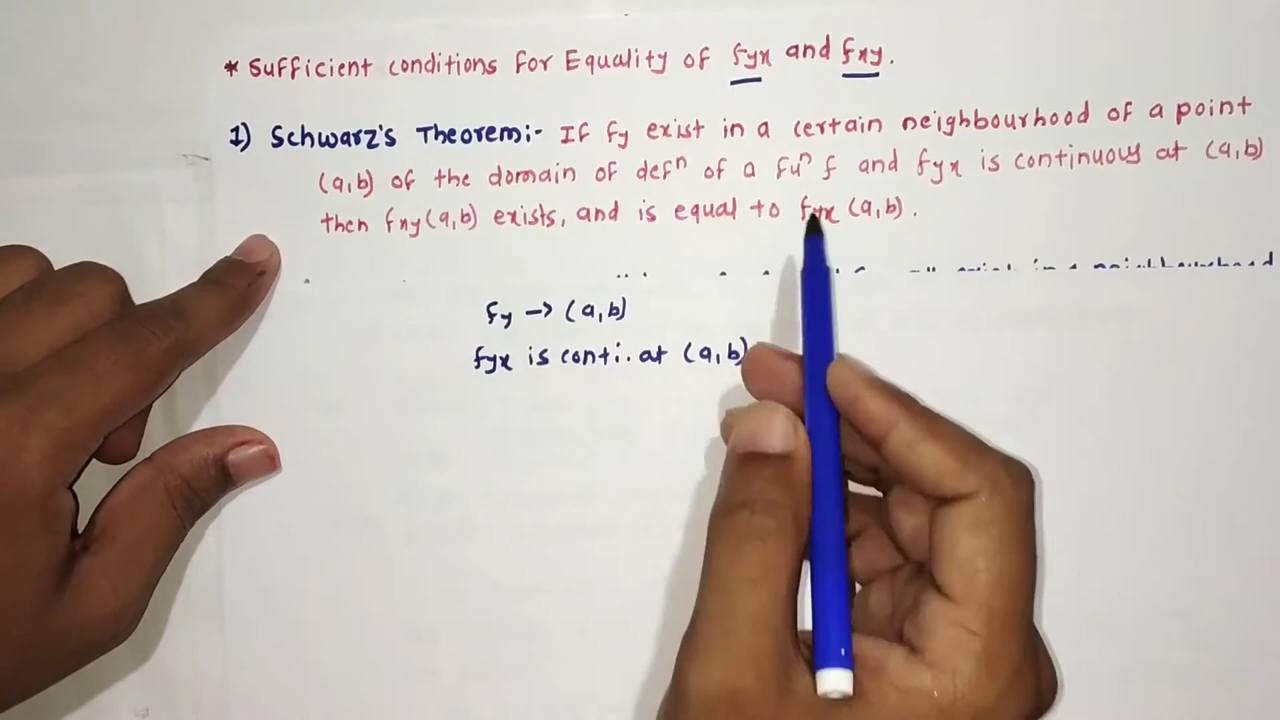 * Sufficient conditions for Equality of fyx and fxy.
1) Schwarz's Theorem:- If fy exist in a certain neighbourhood of a point
(a,b) of the domain of defⁿ of a fuⁿ f and fyx is continuous at (a,b)
then fxy(a,b) exists, and is equal to fyx (a,b).
fy → (a,b)
fyx is conti. at (a,b)